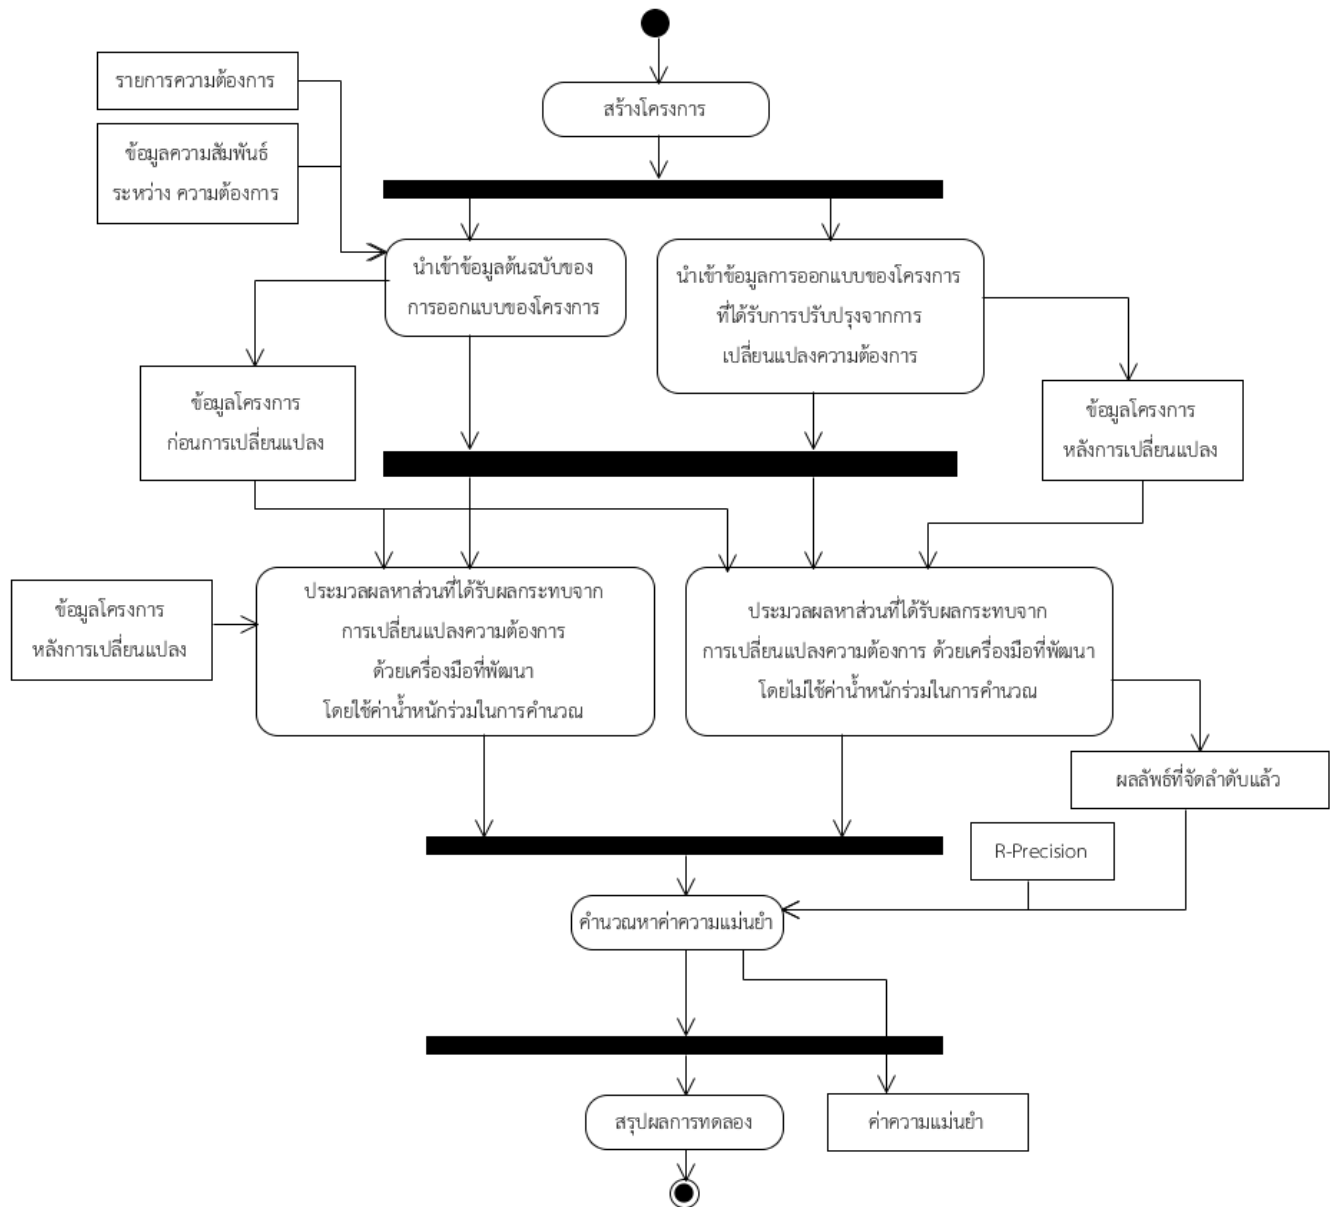 สร้างโครงการ
รายการความต้องการ
ข้อมูลความสัมพันธ์
ระหว่าง ความต้องการ
นำเข้าข้อมูลต้นฉบับของ
การออกแบบของโครงการ
นำเข้าข้อมูลการออกแบบของโครงการ
ที่ได้รับการปรับปรุงจากการ
เปลี่ยนแปลงความต้องการ
ข้อมูลโครงการ
ก่อนการเปลี่ยนแปลง
ข้อมูลโครงการ
หลังการเปลี่ยนแปลง
ข้อมูลโครงการ
หลังการเปลี่ยนแปลง
ประมวลผลหาส่วนที่ได้รับผลกระทบจาก
การเปลี่ยนแปลงความต้องการ
ด้วยเครื่องมือที่พัฒนา
โดยใช้ค่าน้ำหนักร่วมในการคำนวณ
ประมวลผลหาส่วนที่ได้รับผลกระทบจาก
การเปลี่ยนแปลงความต้องการ ด้วยเครื่องมือที่พัฒนา
โดยไม่ใช้ค่าน้ำหนักร่วมในการคำนวณ
ผลลัพธ์ที่จัดลำดับแล้ว
R-Precision
คำนวณหาค่าความแม่นยำ
สรุปผลการทดลอง
ค่าความแม่นยำ